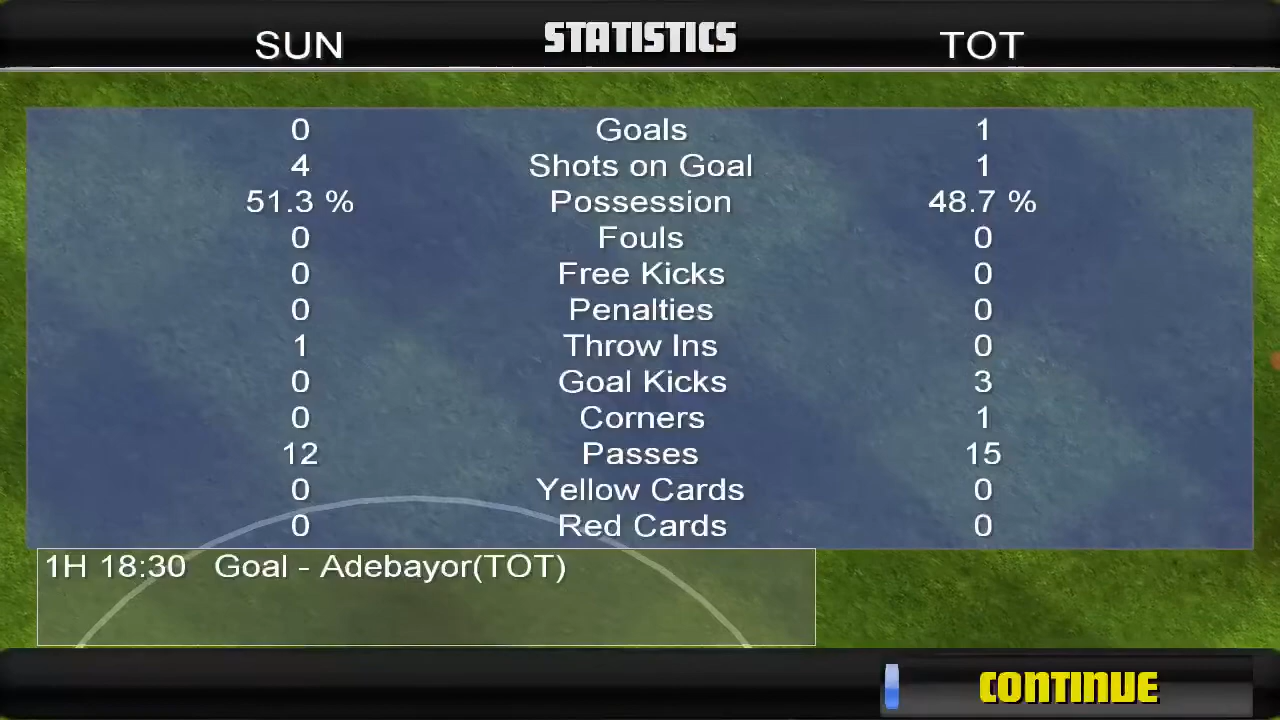 SUN STATISTICS TOT
0 Goals 1
4 Shots on Goal 1
51.3 % Possession 48.7 %
0 Fouls 0
0 Free Kicks 0
0 Penalties 0
1 Throw Ins 0
0 Goal Kicks 3
0 Corners 1
12 Passes 15
0 Yellow Cards 0
0 Red Cards 0
1H 18:30 Goal - Adebayor(TOT)
CONTINUE